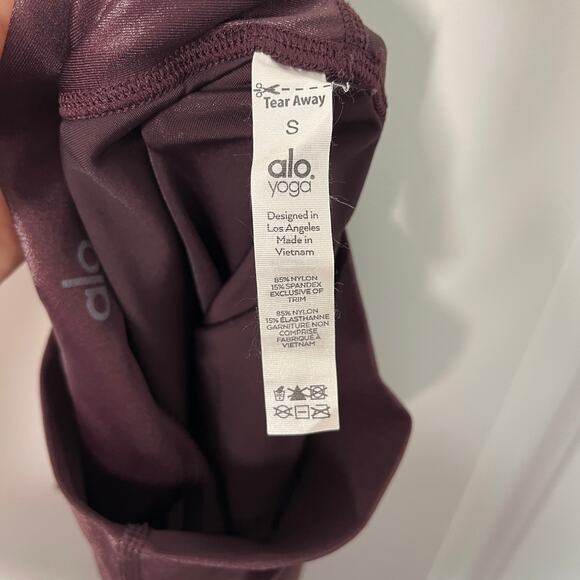 Tear Away
S
alo.
yoga
Designed in
Los Angeles
Made in
Vietnam
85% NYLON
15% SPANDEX
EXCLUSIVE OF
TRIM
85% NYLON
15% ÉLASTHANNE
GARNITURE NON
COMPRISE
FABRIQUÉ À
VIETNAM
alo.